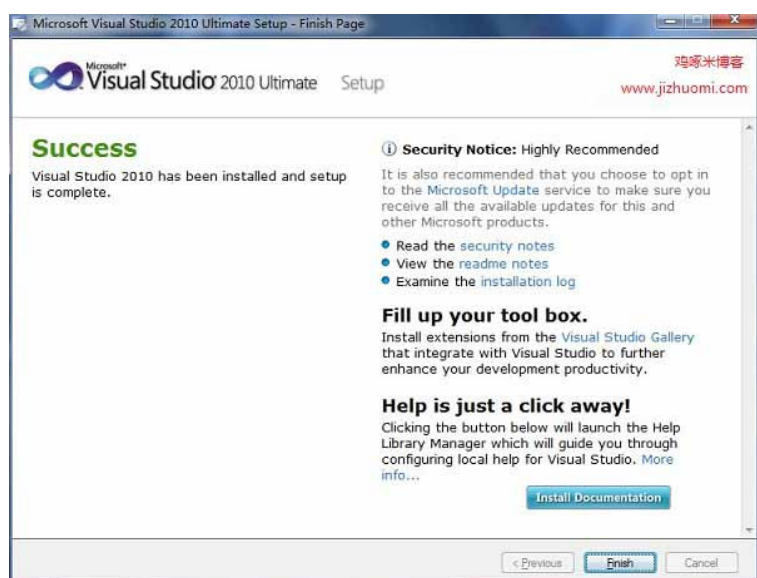 Microsoft Visual Studio 2010 Ultimate Setup - Finish Page
Microsoft®
Visual Studio® 2010 Ultimate Setup
鸡啄米博客
www.jizhuomi.com
Success
Visual Studio 2010 has been installed and setup
is complete.
Security Notice: Highly Recommended
It is also recommended that you choose to opt in
to the Microsoft Update service to make sure you
receive all the available updates for this and
other Microsoft products.
Read the security notes
View the readme notes
Examine the installation log
Fill up your tool box.
Install extensions from the Visual Studio Gallery
that integrate with Visual Studio to further
enhance your development productivity.
Help is just a click away!
Clicking the button below will launch the Help
Library Manager which will guide you through
configuring local help for Visual Studio. More
info...
Install Documentation
< Previous
Finish
Cancel